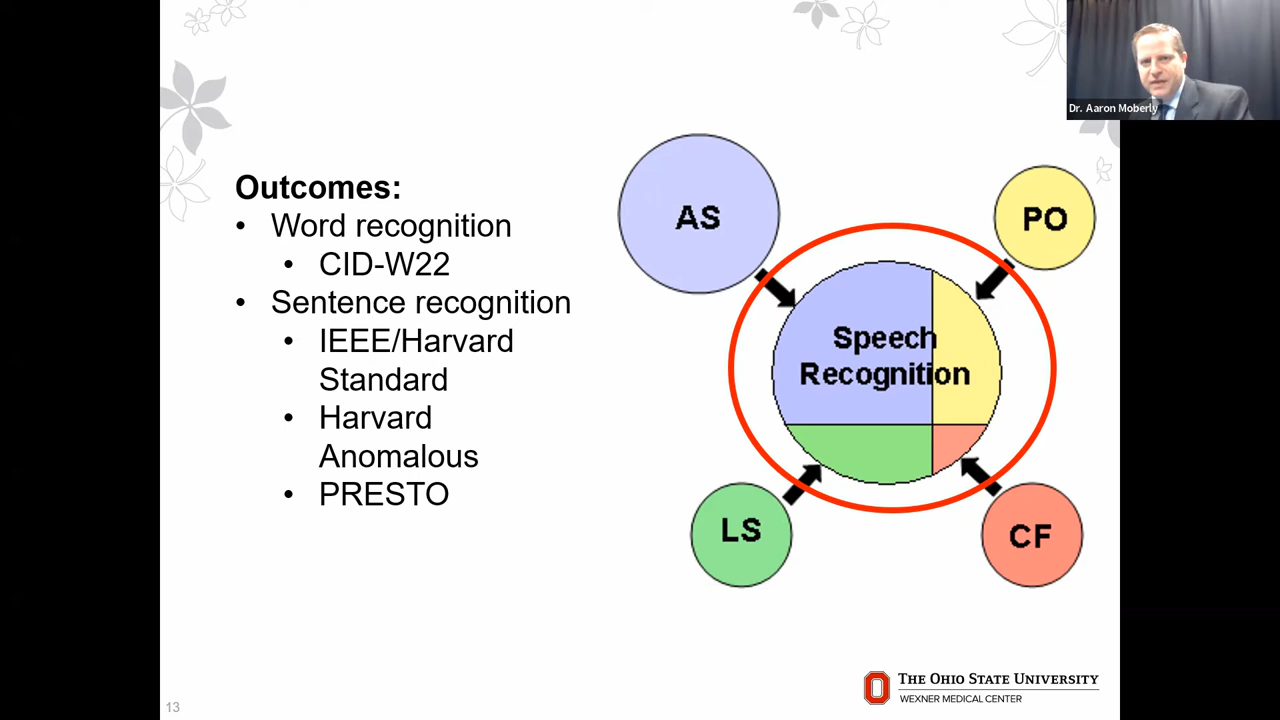 Dr. Aaron Moberly
Outcomes:
• Word recognition
• CID-W22
• Sentence recognition
• IEEE/Harvard
Standard
• Harvard
Anomalous
• PRESTO
AS
PO
Speech
Recognition
LS
CF
THE OHIO STATE UNIVERSITY
WEXNER MEDICAL CENTER
13